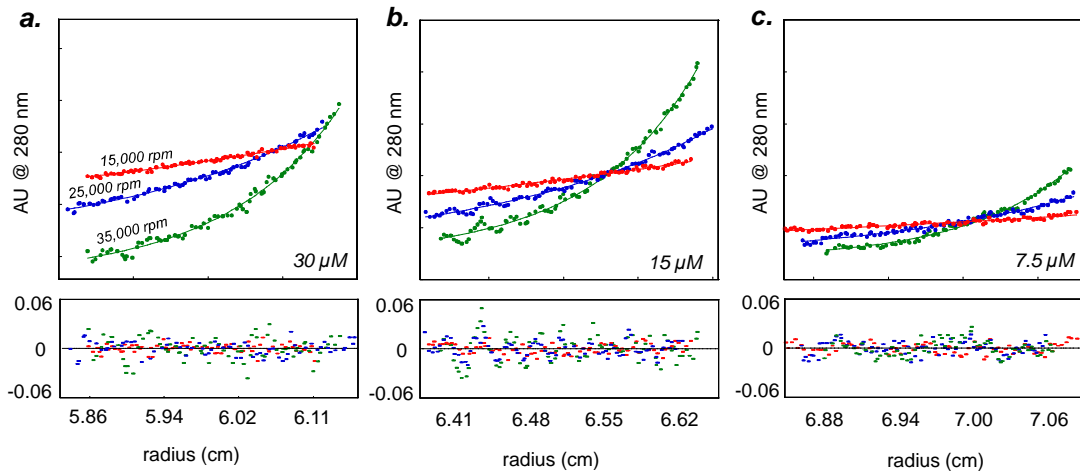 a.
AU @ 280 nm
15,000 rpm
25,000 rpm
35,000 rpm
30 µM
0.06
0
-0.06
5.86 5.94 6.02 6.11
radius (cm)
b.
AU @ 280 nm
15 µM
0.06
0
-0.06
6.41 6.48 6.55 6.62
radius (cm)
c.
AU @ 280 nm
7.5 µM
0.06
0
-0.06
6.88 6.94 7.00 7.06
radius (cm)